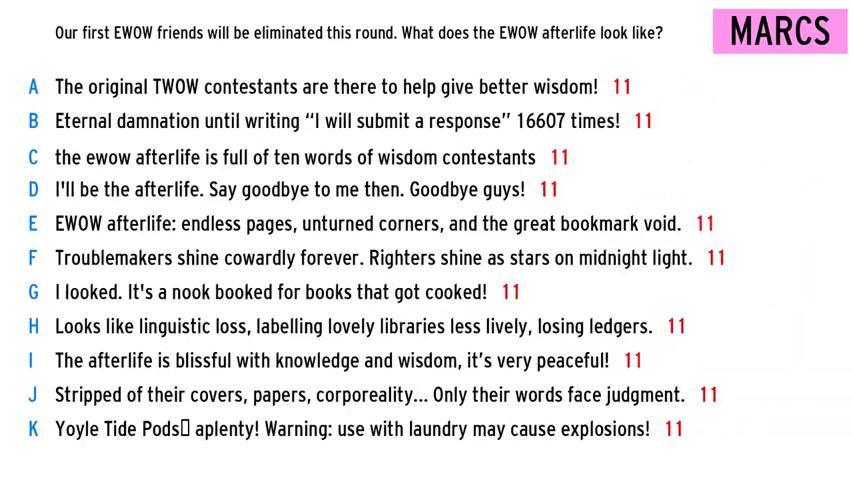 Our first EWOW friends will be eliminated this round. What does the EWOW afterlife look like?
MARCS
A The original TWOW contestants are there to help give better wisdom! 11
B Eternal damnation until writing “I will submit a response” 16607 times! 11
C the ewow afterlife is full of ten words of wisdom contestants 11
D I'll be the afterlife. Say goodbye to me then. Goodbye guys! 11
E EWOW afterlife: endless pages, unturned corners, and the great bookmark void. 11
F Troublemakers shine cowardly forever. Righters shine as stars on midnight light. 11
G I looked. It's a nook booked for books that got cooked! 11
H Looks like linguistic loss, labelling lovely libraries less lively, losing ledgers. 11
I The afterlife is blissful with knowledge and wisdom, it’s very peaceful! 11
J Stripped of their covers, papers, corporeality... Only their words face judgment. 11
K Yoyle Tide Pods▯ aplenty! Warning: use with laundry may cause explosions! 11